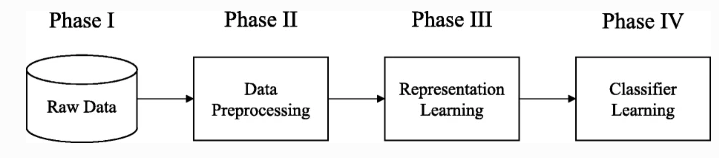 Phase I
Phase II
Phase III
Phase IV
Raw Data
Data
Preprocessing
Representation
Learning
Classifier
Learning